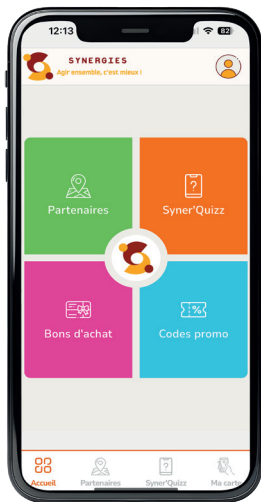 12:13
82
SYNERGIES
Agir ensemble, c'est mieux !
Partenaires
Syner'Quizz
Bons d'achat
Codes promo
Accueil
Partenaires
Syner'Quizz
Ma carte